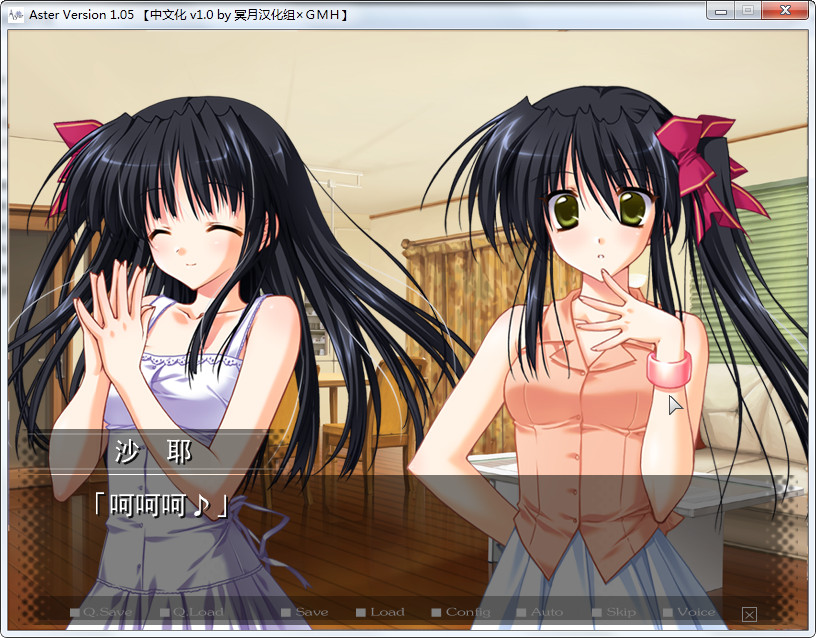 Aster Version 1.05 【中文化 v1.0 by 冥月汉化组×ＧＭＨ】
沙 耶
「呵呵呵♪」
Q.Save Q.Load Save Load Config Auto Skip Voice